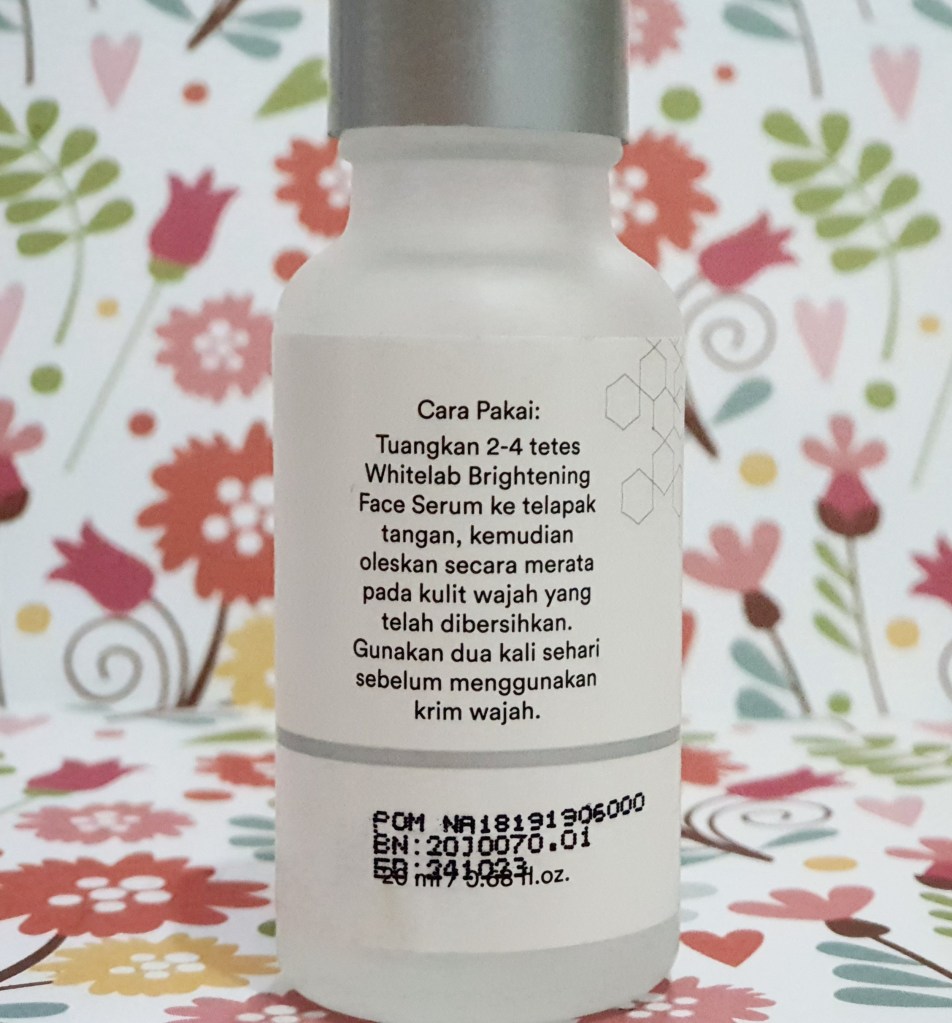 Cara Pakai:
Tuangkan 2-4 tetes
Whitelab Brightening
Face Serum ke telapak
tangan, kemudian
oleskan secara merata
pada kulit wajah yang
telah dibersihkan.
Gunakan dua kali sehari
sebelum menggunakan
krim wajah.
POM NA18191906000
BN:20J0070.01
ED:241023
20 ml / 0.68 fl.oz.